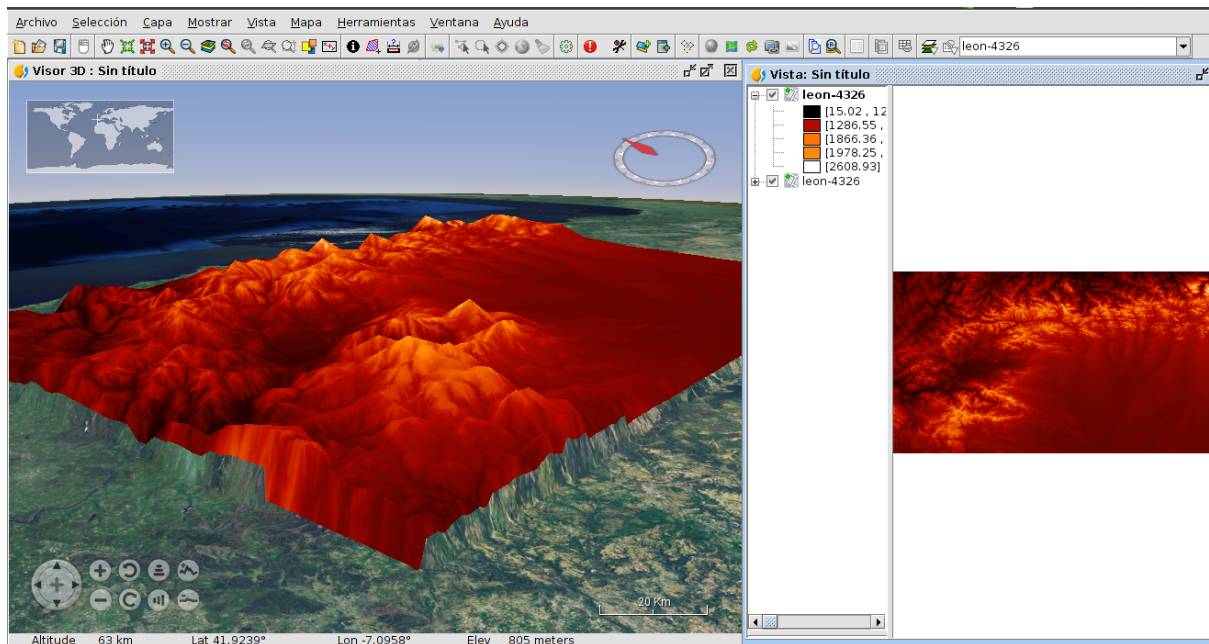 Archivo Selección Capa Mostrar Vista Mapa Herramientas Ventana Ayuda
leon-4326
Visor 3D : Sin título
Vista: Sin título
leon-4326
[15.02 , 12
[1286.55 ,
[1866.36 ,
[1978.25 ,
[2608.93]
leon-4326
20 Km
Altitude 63 km Lat 41.9239° Lon -7.0958° Elev 805 meters